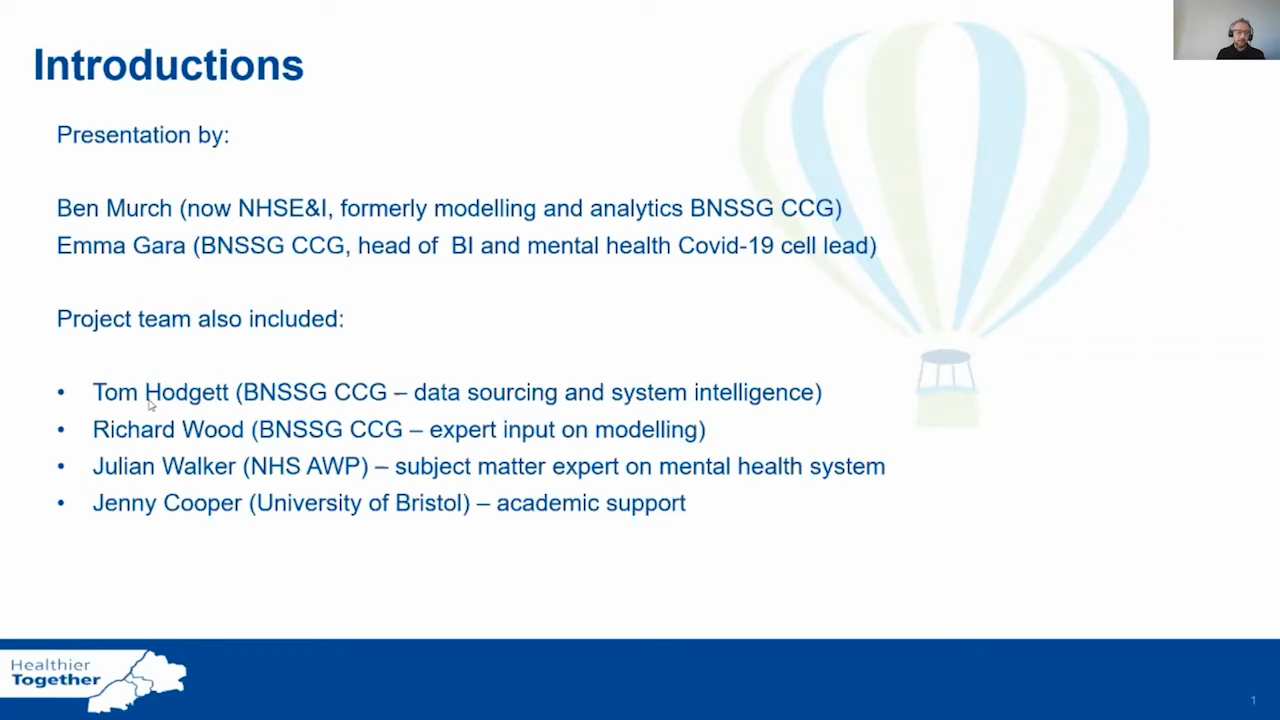 Introductions
Presentation by:
Ben Murch (now NHSE&I, formerly modelling and analytics BNSSG CCG)
Emma Gara (BNSSG CCG, head of  BI and mental health Covid-19 cell lead)
Project team also included:
• Tom Hodgett (BNSSG CCG – data sourcing and system intelligence)
• Richard Wood (BNSSG CCG – expert input on modelling)
• Julian Walker (NHS AWP) – subject matter expert on mental health system
• Jenny Cooper (University of Bristol) – academic support
Healthier
Together
1